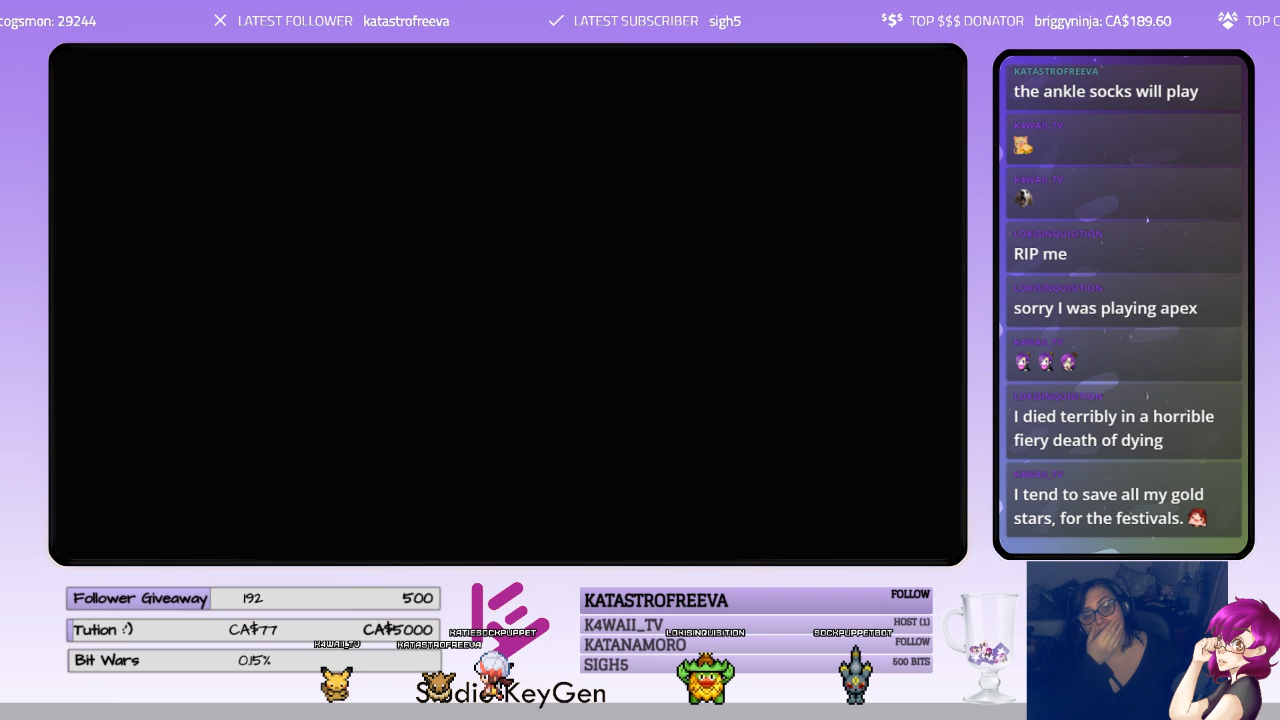 cogsmon: 29244
LATEST FOLLOWER katastrofreeva
LATEST SUBSCRIBER sigh5
$$$ TOP $$$ DONATOR briggyninja: CA$189.60
TOP C
KATASTROFREEVA
the ankle socks will play
K4WAII_TV
K4WAII_TV
LOKISINQUISITION
RIP me
LOKISINQUISITION
sorry I was playing apex
K4WAII_TV
LOKISINQUISITION
I died terribly in a horrible
fiery death of dying
K4WAII_TV
I tend to save all my gold
stars, for the festivals.
Follower Giveaway 192 500
Tution :') CA$77 CA$5000
Bit Wars 0.15%
KATASTROFREEVA FOLLOW
K4WAII_TV HOST (1)
KATANAMORO FOLLOW
SIGH5 500 BITS
K4WAII_TV
KATASTROFREEVA
KATIESOCKPUPPET
LOKISINQUISITION
SOCKPUPPETBOT
Studio KeyGen